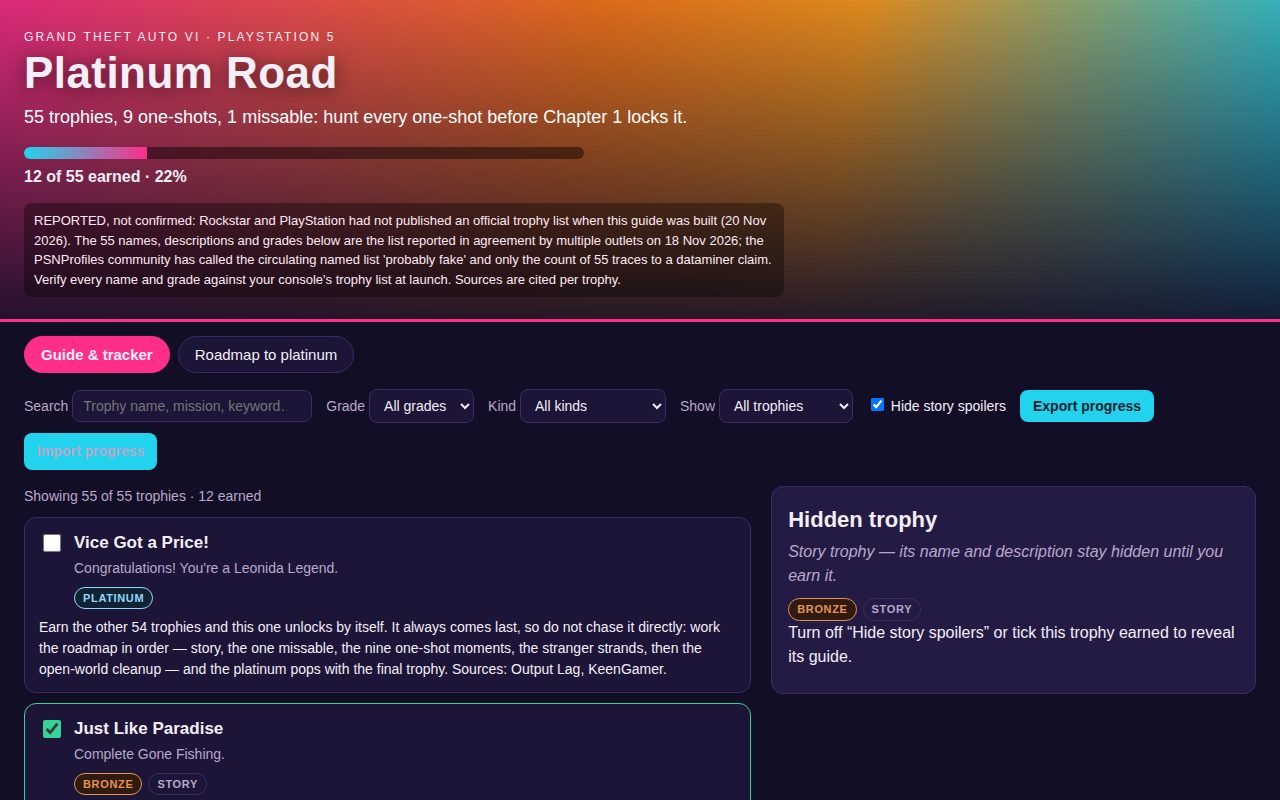 GRAND THEFT AUTO VI · PLAYSTATION 5
Platinum Road
55 trophies, 9 one-shots, 1 missable: hunt every one-shot before Chapter 1 locks it.
12 of 55 earned · 22%
REPORTED, not confirmed: Rockstar and PlayStation had not published an official trophy list when this guide was built (20 Nov
2026). The 55 names, descriptions and grades below are the list reported in agreement by multiple outlets on 18 Nov 2026; the
PSNProfiles community has called the circulating named list 'probably fake' and only the count of 55 traces to a dataminer claim.
Verify every name and grade against your console's trophy list at launch. Sources are cited per trophy.
Guide & tracker
Roadmap to platinum
Search Trophy name, mission, keyword.. Grade All grades Kind All kinds Show All trophies Hide story spoilers Export progress
Import progress
Showing 55 of 55 trophies · 12 earned
Vice Got a Price!
Congratulations! You're a Leonida Legend.
PLATINUM
Earn the other 54 trophies and this one unlocks by itself. It always comes last, so do not chase it directly: work
the roadmap in order — story, the one missable, the nine one-shot moments, the stranger strands, then the
open-world cleanup — and the platinum pops with the final trophy. Sources: Output Lag, KeenGamer.
Just Like Paradise
Complete Gone Fishing.
BRONZE STORY
Hidden trophy
Story trophy — its name and description stay hidden until you
earn it.
BRONZE STORY
Turn off “Hide story spoilers” or tick this trophy earned to reveal
its guide.